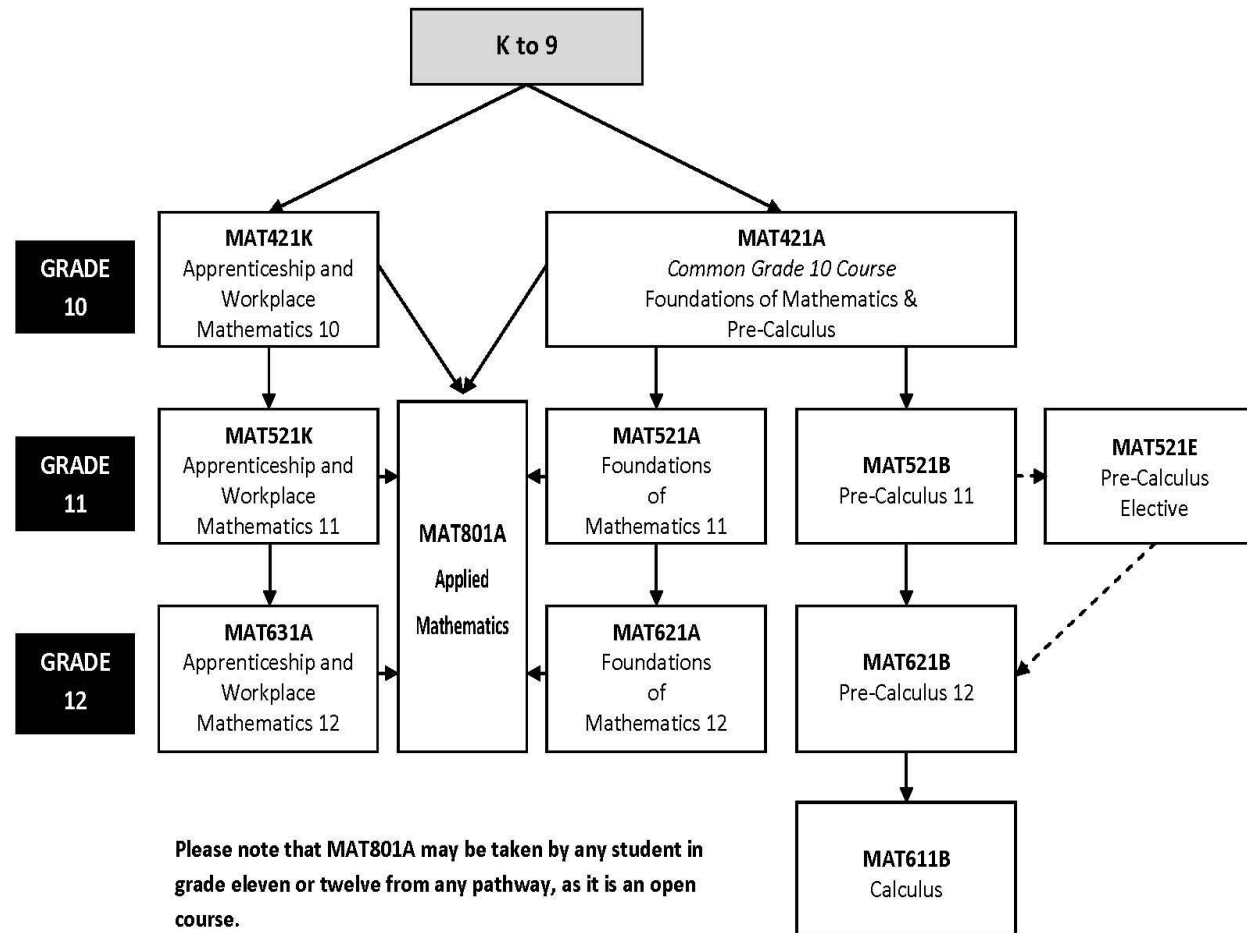 K to 9
GRADE
10
MAT421K
Apprenticeship and
Workplace
Mathematics 10
MAT421A
Common Grade 10 Course
Foundations of Mathematics &
Pre-Calculus
GRADE
11
MAT521K
Apprenticeship and
Workplace
Mathematics 11
MAT801A
Applied
Mathematics
MAT521A
Foundations
of
Mathematics 11
MAT521B
Pre-Calculus 11
MAT521E
Pre-Calculus
Elective
GRADE
12
MAT631A
Apprenticeship and
Workplace
Mathematics 12
MAT621A
Foundations
of
Mathematics 12
MAT621B
Pre-Calculus 12
MAT611B
Calculus
Please note that MAT801A may be taken by any student in
grade eleven or twelve from any pathway, as it is an open
course.